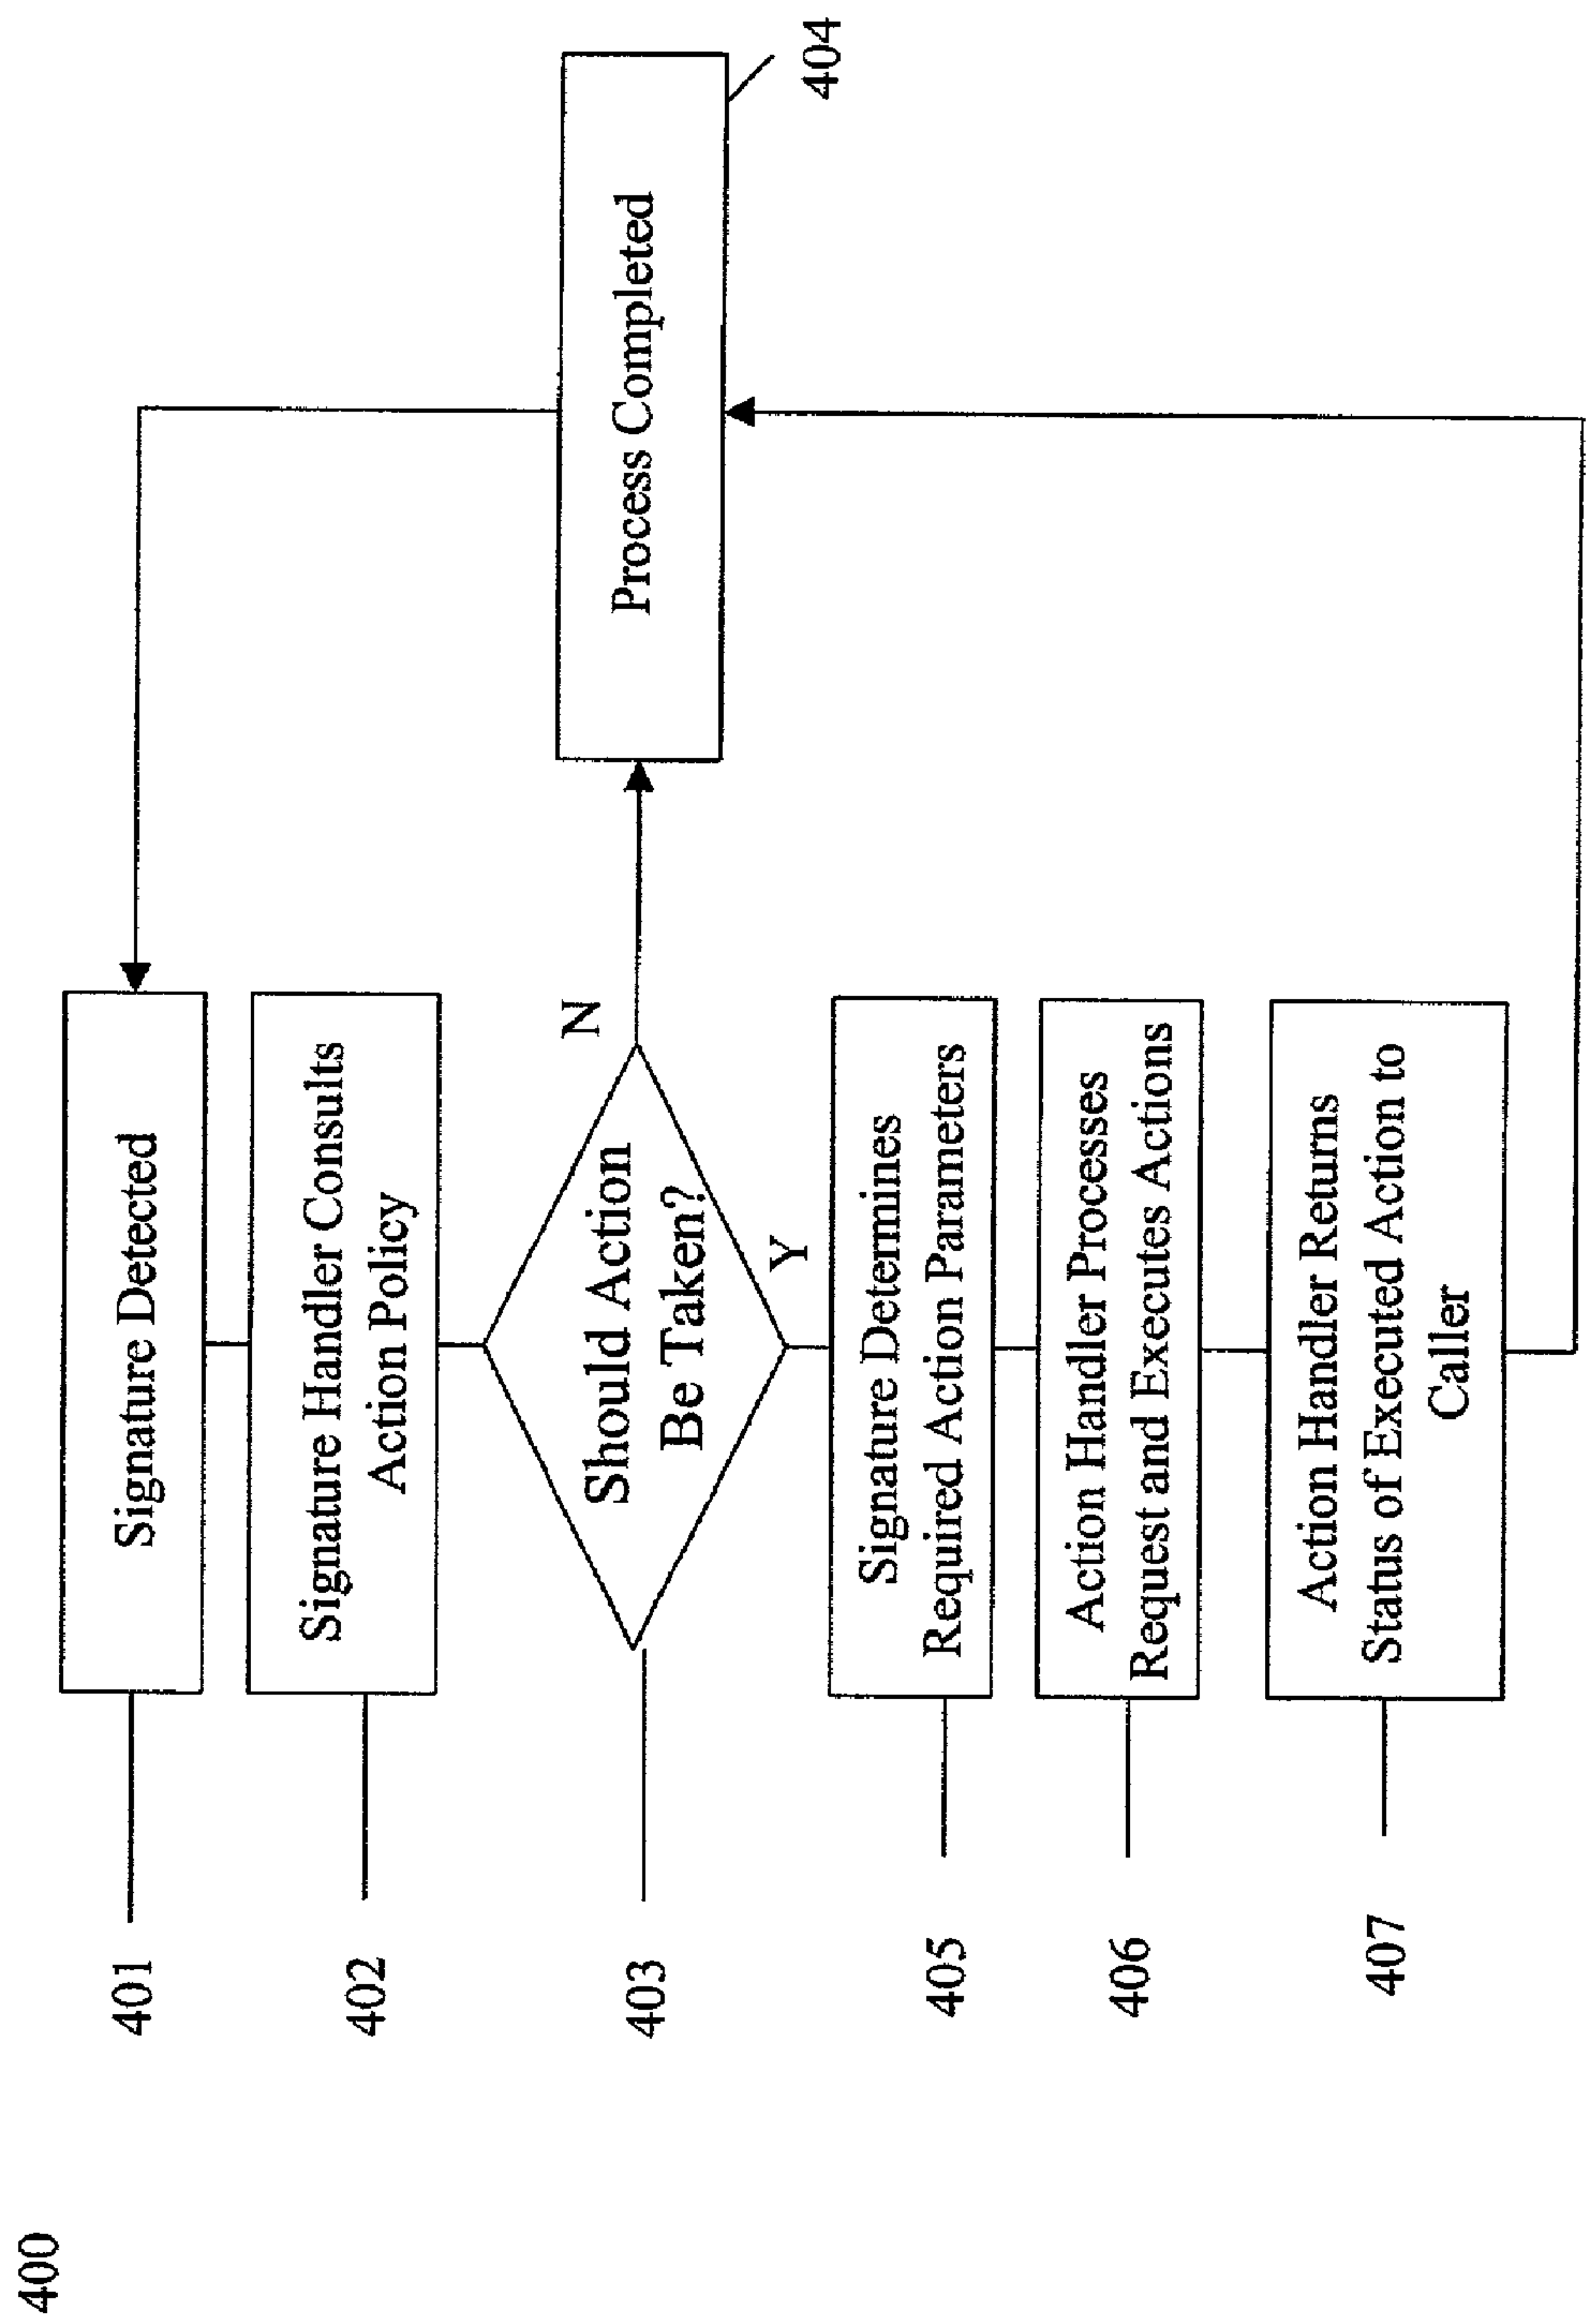 400
401
Signature Detected
402
Signature Handler Consults
Action Policy
403
Should Action
Be Taken?
N
Y
Process Completed
404
405
Signature Determines
Required Action Parameters
406
Action Handler Processes
Request and Executes Actions
407
Action Handler Returns
Status of Executed Action to
Caller